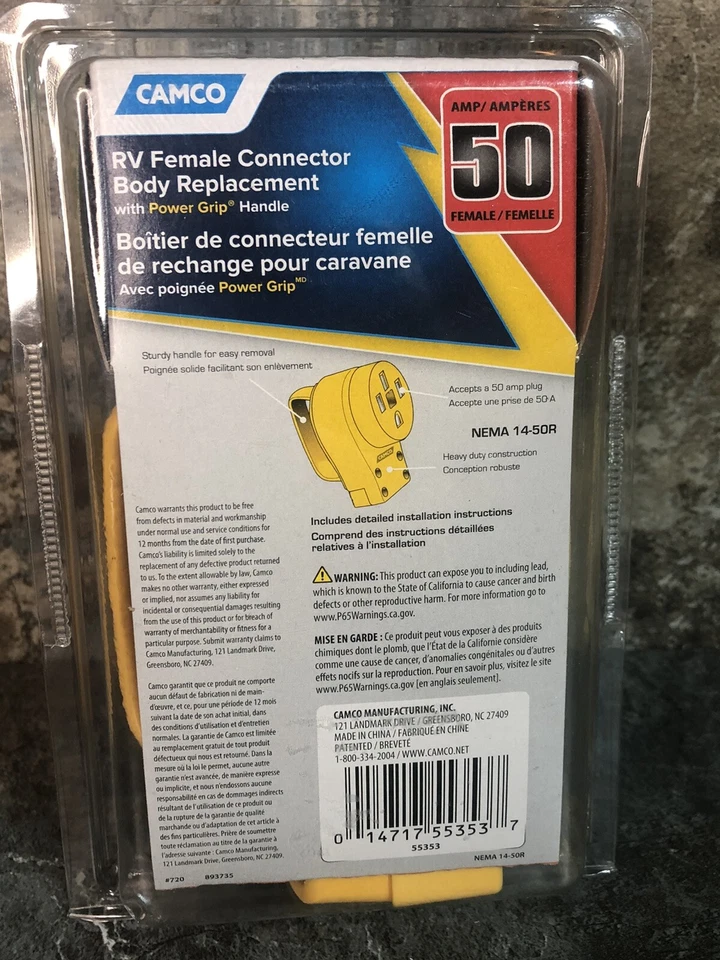 CAMCO
AMP/ AMPÈRES
50
FEMALE / FEMELLE
RV Female Connector
Body Replacement
with Power Grip® Handle
Boîtier de connecteur femelle
de rechange pour caravane
Avec poignée Power Grip MD
Sturdy handle for easy removal
Poignée solide facilitant son enlèvement
Accepts a 50 amp plug
Accepte une prise de 50-A
NEMA 14-50R
CAMCO
Heavy duty construction
Conception robuste
Includes detailed installation instructions
Comprend des instructions détaillées
relatives à l'installation
Camco warrants this product to be free
from defects in material and workmanship
under normal use and service conditions for
12 months from the date of first purchase.
Camco's liability is limited solely to the
replacement of any defective product returned
to us. To the extent allowable by law, Camco
makes no other warranty, either expressed
or implied, nor assumes any liability for
incidental or consequential damages resulting
from the use of this product or for breach of
warranty of merchantability or fitness for a
particular purpose. Submit warranty claims to
Camco Manufacturing, 121 Landmark Drive,
Greensboro, NC 27409.
Camco garantit que ce produit ne comporte
aucun défaut de fabrication ni de main-
d'œuvre, et ce, pour une période de 12 mois
suivant la date de son achat initial, dans
des conditions d'utilisation et d'entretien
normales. La garantie de Camco est limitée
au remplacement gratuit de tout produit
défectueux qui nous est retourné. Dans la
mesure où la loi le permet, aucune autre
garantie n'est avancée, de manière expresse
ou implicite, et nous n'endossons aucune
responsabilité en cas de dommages indirects
résultant de l'utilisation de ce produit ou
de la rupture de la garantie de qualité
marchande ou d'adaptation de cet article à
des fins particulières. Prière de soumettre
toute réclamation au titre de la garantie à
l'adresse suivante : Camco Manufacturing,
121 Landmark Drive, Greensboro, NC 27409.
#720 893735
WARNING: This product can expose you to including lead,
which is known to the State of California to cause cancer and birth
defects or other reproductive harm. For more information go to
www.P65Warnings.ca.gov.
MISE EN GARDE : Ce produit peut vous exposer à des produits
chimiques dont le plomb, que l'État de la Californie considère
comme une cause de cancer, d'anomalies congénitales ou d'autres
effets nocifs sur la reproduction. Pour en savoir plus, visitez le site
www.P65Warnings.ca.gov [en anglais seulement].
CAMCO MANUFACTURING, INC.
121 LANDMARK DRIVE / GREENSBORO, NC 27409
MADE IN CHINA / FABRIQUÉ EN CHINE
PATENTED / BREVETÉ
1-800-334-2004 / WWW.CAMCO.NET
0 14717 55353 7
55353
NEMA 14-50R